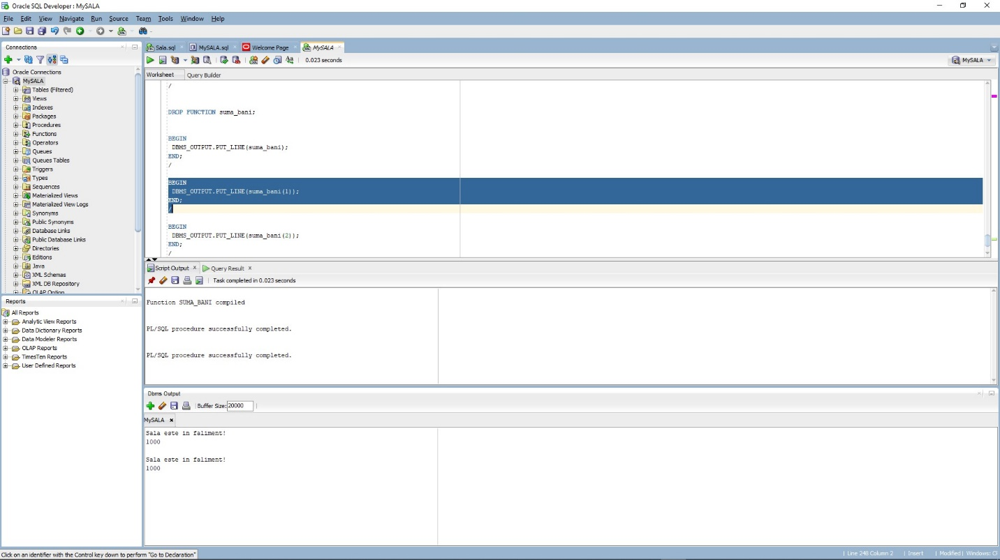 Oracle SQL Developer : MySALA
File Edit View Navigate Run Source Team Tools Window Help
Connections
Oracle Connections
MySALA
Tables (Filtered)
Views
Indexes
Packages
Procedures
Functions
Operators
Queues
Queues Tables
Triggers
Types
Sequences
Materialized Views
Materialized View Logs
Synonyms
Public Synonyms
Database Links
Public Database Links
Directories
Editions
Java
XML Schemas
XML DB Repository
OLAP Option
Reports
All Reports
Analytic View Reports
Data Dictionary Reports
Data Modeler Reports
OLAP Reports
TimesTen Reports
User Defined Reports
Sala.sql MySALA.sql Welcome Page MySALA
0.023 seconds
MySALA
Worksheet Query Builder
/
DROP FUNCTION suma_bani;
BEGIN
DBMS_OUTPUT.PUT_LINE(suma_bani);
END;
/
BEGIN
DBMS_OUTPUT.PUT_LINE(suma_bani(1));
END;
/
BEGIN
DBMS_OUTPUT.PUT_LINE(suma_bani(2));
END;
/
Script Output Query Result
Task completed in 0.023 seconds
Function SUMA_BANI compiled
PL/SQL procedure successfully completed.
PL/SQL procedure successfully completed.
Dbms Output
Buffer Size: 20000
MySALA
Sala este in faliment!
1000
Sala este in faliment!
1000
Click on an identifier with the Control key down to perform "Go to Declaration"
Line 248 Column 2 | Insert | Modified | Windows: Cl